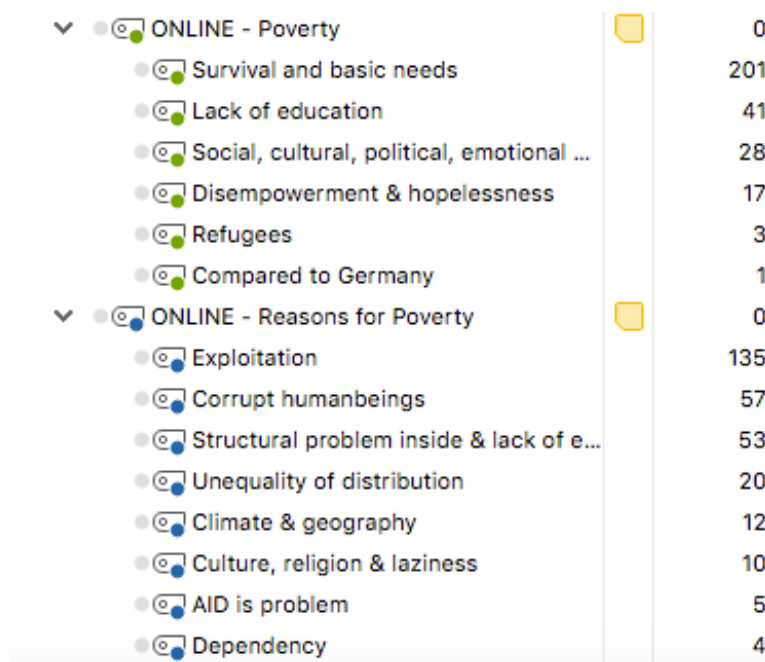 ONLINE - Poverty 0
Survival and basic needs 201
Lack of education 41
Social, cultural, political, emotional ... 28
Disempowerment & hopelessness 17
Refugees 3
Compared to Germany 1
ONLINE - Reasons for Poverty 0
Exploitation 135
Corrupt humanbeings 57
Structural problem inside & lack of e... 53
Unequality of distribution 20
Climate & geography 12
Culture, religion & laziness 10
AID is problem 5
Dependency 4